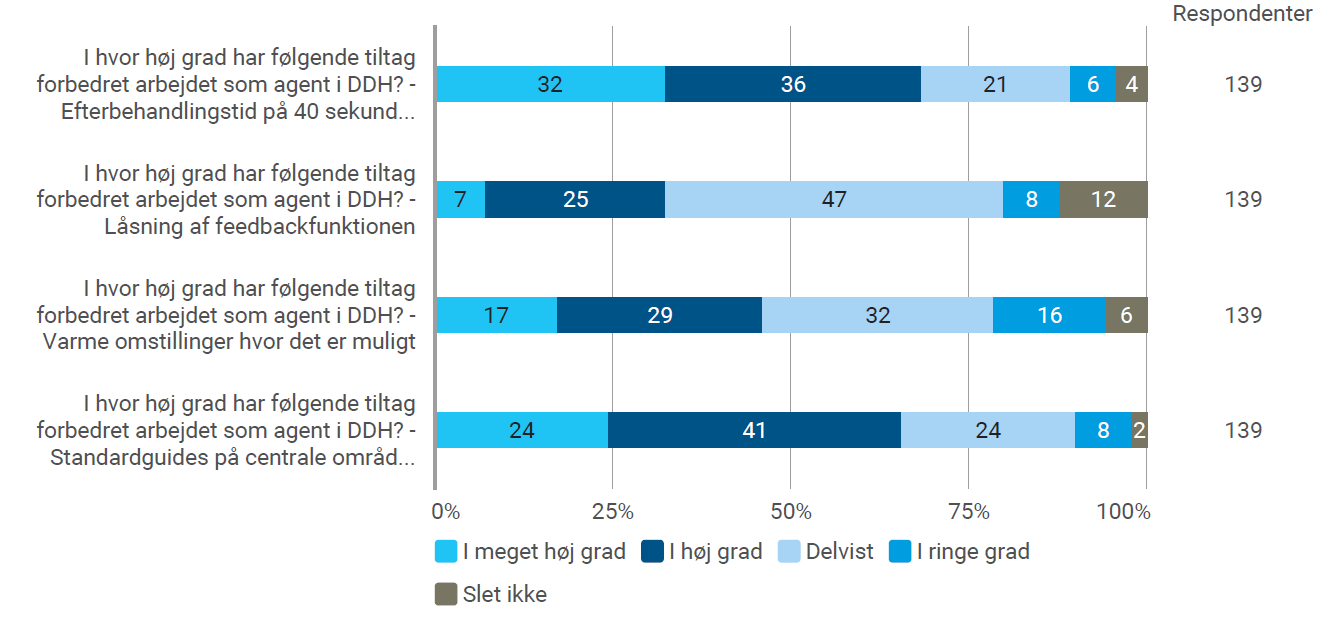 Respondenter
I hvor høj grad har følgende tiltag
forbedret arbejdet som agent i DDH? -
Efterbehandlingstid på 40 sekund...
32 36 21 6 4 139
I hvor høj grad har følgende tiltag
forbedret arbejdet som agent i DDH? -
Låsning af feedbackfunktionen
7 25 47 8 12 139
I hvor høj grad har følgende tiltag
forbedret arbejdet som agent i DDH? -
Varme omstillinger hvor det er muligt
17 29 32 16 6 139
I hvor høj grad har følgende tiltag
forbedret arbejdet som agent i DDH? -
Standardguides på centrale områd...
24 41 24 8 2 139
0% 25% 50% 75% 100%
I meget høj grad I høj grad Delvist I ringe grad
Slet ikke